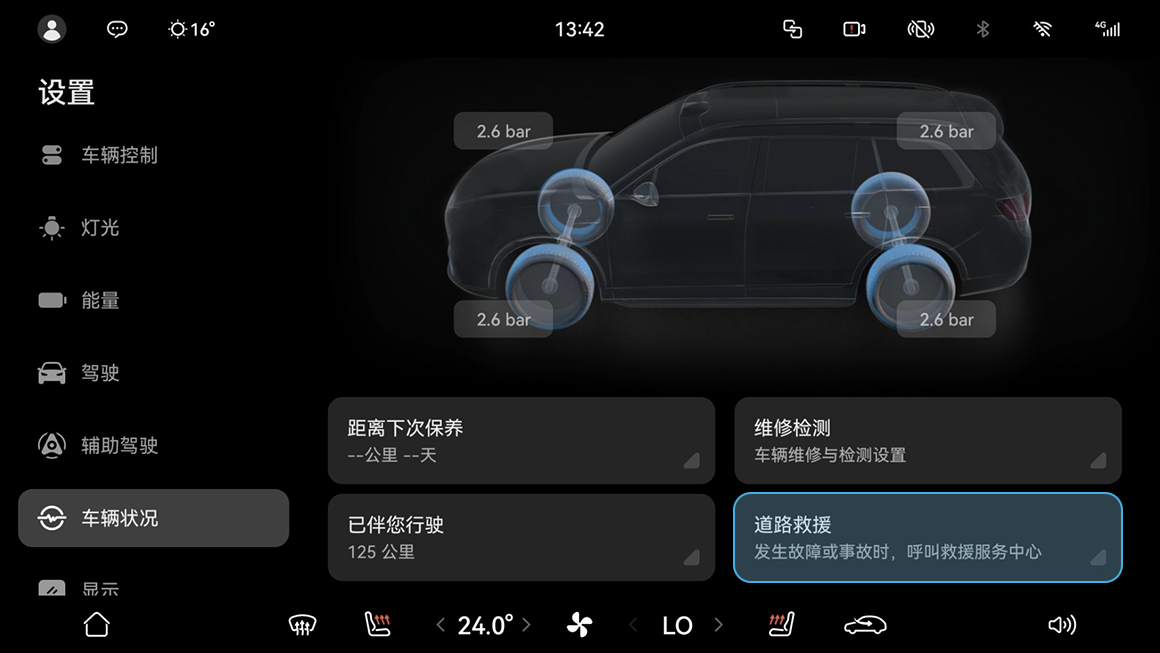 16°
13:42
4G
设置
车辆控制
灯光
能量
驾驶
辅助驾驶
车辆状况
显示
2.6 bar
2.6 bar
2.6 bar
2.6 bar
距离下次保养
--公里 --天
维修检测
车辆维修与检测设置
已伴您行驶
125 公里
道路救援
发生故障或事故时，呼叫救援服务中心
24.0°
LO